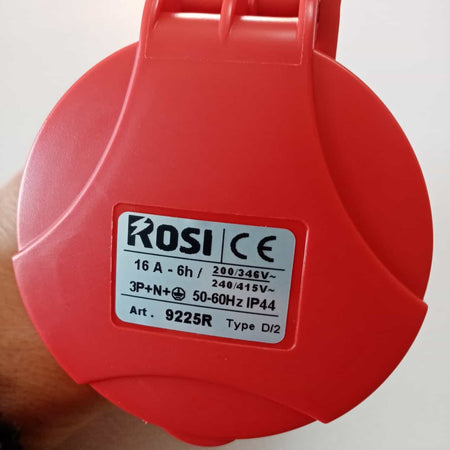 ROSI CE
16 A - 6h / 200/346V~
240/415V~
3P+N+⏚ 50-60Hz IP44
Art. 9225R Type D/2